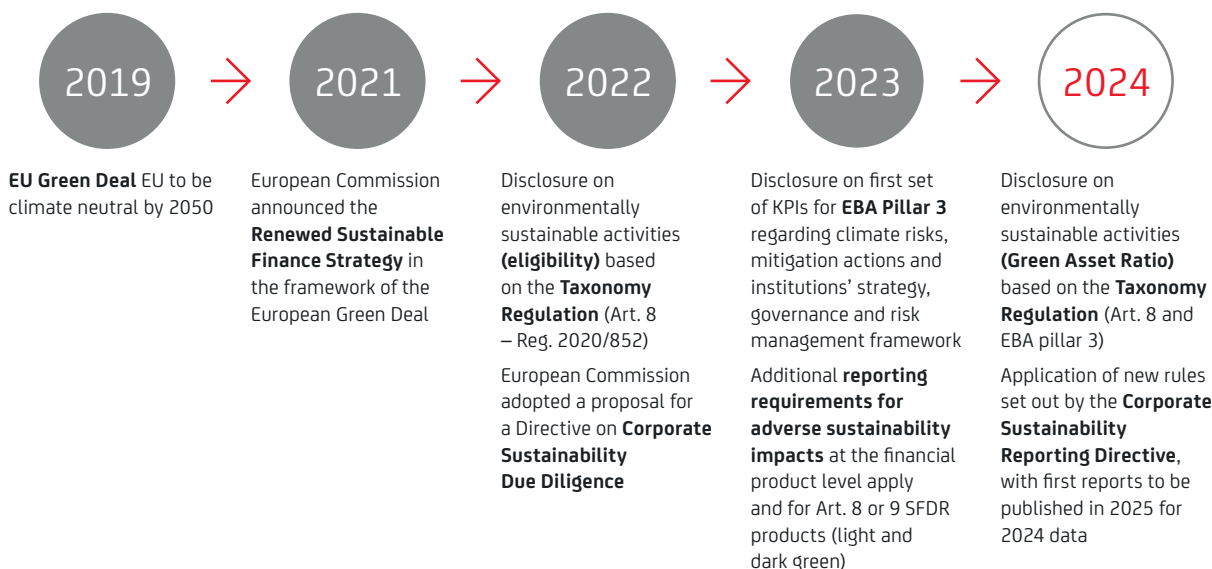 2019
2021
2022
2023
2024
EU Green Deal EU to be
climate neutral by 2050
European Commission
announced the
Renewed Sustainable
Finance Strategy in
the framework of the
European Green Deal
Disclosure on
environmentally
sustainable activities
(eligibility) based
on the Taxonomy
Regulation (Art. 8
– Reg. 2020/852)
European Commission
adopted a proposal for
a Directive on Corporate
Sustainability
Due Diligence
Disclosure on first set
of KPIs for EBA Pillar 3
regarding climate risks,
mitigation actions and
institutions’ strategy,
governance and risk
management framework
Additional reporting
requirements for
adverse sustainability
impacts at the financial
product level apply
and for Art. 8 or 9 SFDR
products (light and
dark green)
Disclosure on
environmentally
sustainable activities
(Green Asset Ratio)
based on the Taxonomy
Regulation (Art. 8 and
EBA pillar 3)
Application of new rules
set out by the Corporate
Sustainability
Reporting Directive,
with first reports to be
published in 2025 for
2024 data